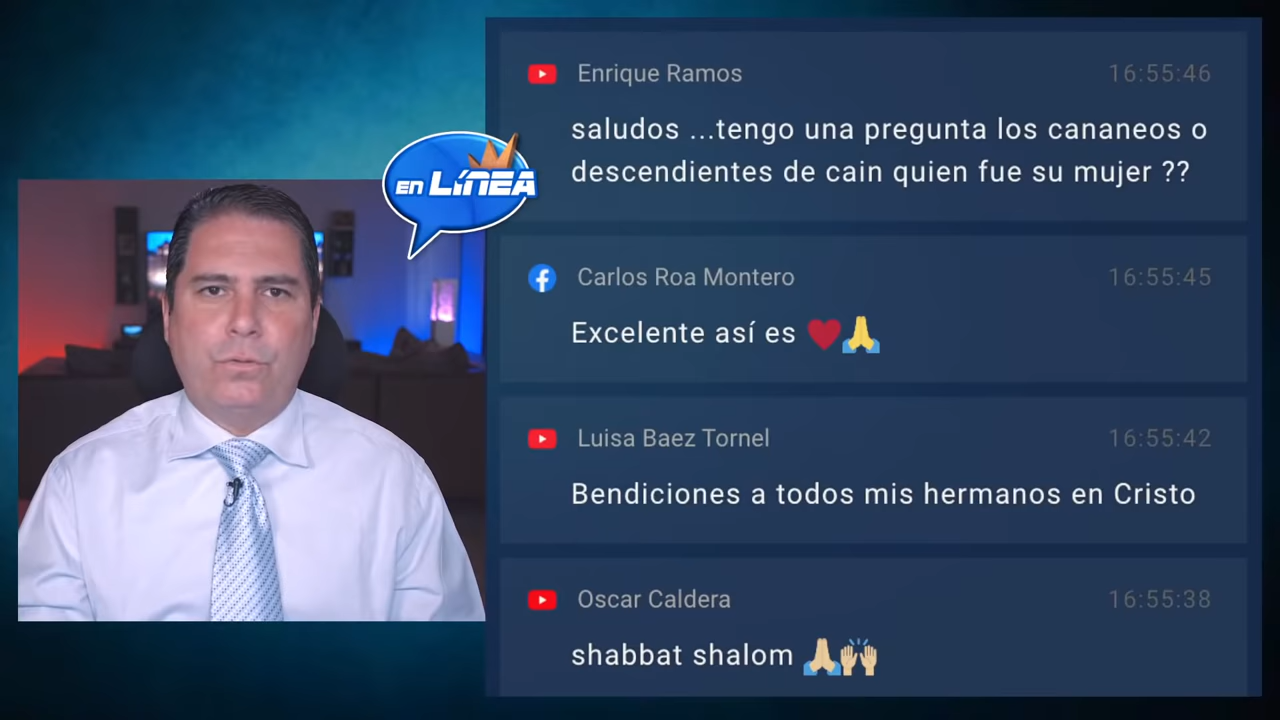 EN LÍNEA
Enrique Ramos 16:55:46
saludos ...tengo una pregunta los cananeos o
descendientes de cain quien fue su mujer ??
Carlos Roa Montero 16:55:45
Excelente así es ❤️🙏
Luisa Baez Tornel 16:55:42
Bendiciones a todos mis hermanos en Cristo
Oscar Caldera 16:55:38
shabbat shalom 🙏🏼🙌🏼